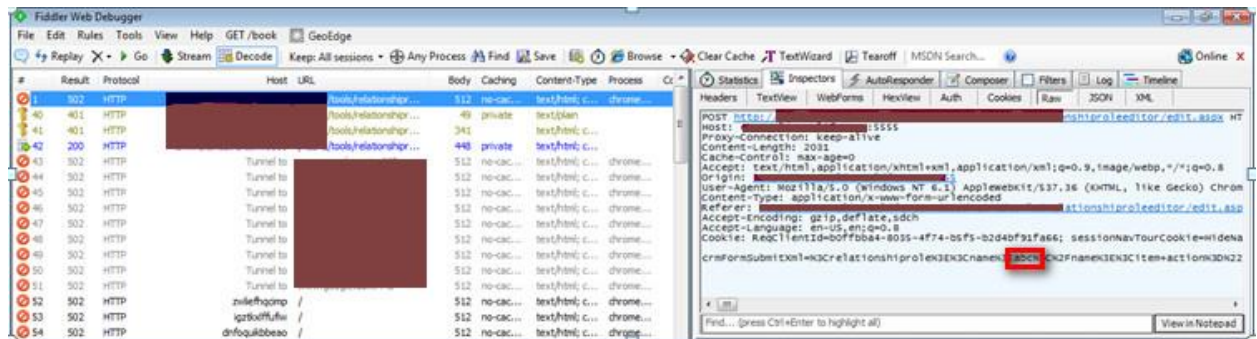 Fiddler Web Debugger
File Edit Rules Tools View Help GET /book GeoEdge
Replay X Go Stream Decode Keep: All sessions Any Process Find Save Browse Clear Cache TextWizard Tearoff MSDN Search... Online X
# Result Protocol Host URL Body Caching Content-Type Process
1 502 HTTP /tools/relationshipr... 512 no-cac... text/html; c... chrome...
40 401 HTTP /tools/relationshipr... 49 private text/plain
41 401 HTTP /tools/relationshipr... 341 text/html; c...
42 200 HTTP /tools/relationshipr... 448 private text/html; c...
43 502 HTTP Tunnel to 512 no-cac... text/html; c... chrome...
44 502 HTTP Tunnel to 512 no-cac... text/html; c... chrome...
45 502 HTTP Tunnel to 512 no-cac... text/html; c... chrome...
46 502 HTTP Tunnel to 512 no-cac... text/html; c... chrome...
47 502 HTTP Tunnel to 512 no-cac... text/html; c... chrome...
48 502 HTTP Tunnel to 512 no-cac... text/html; c... chrome...
49 502 HTTP Tunnel to 512 no-cac... text/html; c... chrome...
50 502 HTTP Tunnel to 512 no-cac... text/html; c... chrome...
51 502 HTTP Tunnel to 512 no-cac... text/html; c... chrome...
52 502 HTTP / 512 no-cac... text/html; c... chrome...
53 502 HTTP / 512 no-cac... text/html; c... chrome...
54 502 HTTP dnfoqukbbeao / 512 no-cac... text/html; c... chrome...
Statistics Inspectors AutoResponder Composer Filters Log Timeline
Headers TextView WebForms HexView Auth Cookies Raw JSON XML
POST http:// nshiproleeditor/edit.aspx HT
Host: :5555
Proxy-Connection: keep-alive
Content-Length: 2031
Cache-Control: max-age=0
Accept: text/html,application/xhtml+xml,application/xml;q=0.9,image/webp,*/*;q=0.8
Origin:
User-Agent: Mozilla/5.0 (Windows NT 6.1) AppleWebKit/537.36 (KHTML, like Gecko) Chrom
Content-Type: application/x-www-form-urlencoded
Referer: ationshiproleeditor/edit.asp
Accept-Encoding: gzip,deflate,sdch
Accept-Language: en-US,en;q=0.8
Cookie: ReqClientId=b0ffbba4-8035-4f74-b5f5-b2d4bf91fa66; sessionNavTourCookie=HideNa
crmFormSubmitXml=%3Crelationshiprole%3E%3Cname%3Eabc%3C%2Fname%3E%3Citem+action%3D%22
Find... (press Ctrl+Enter to highlight all) View in Notepad